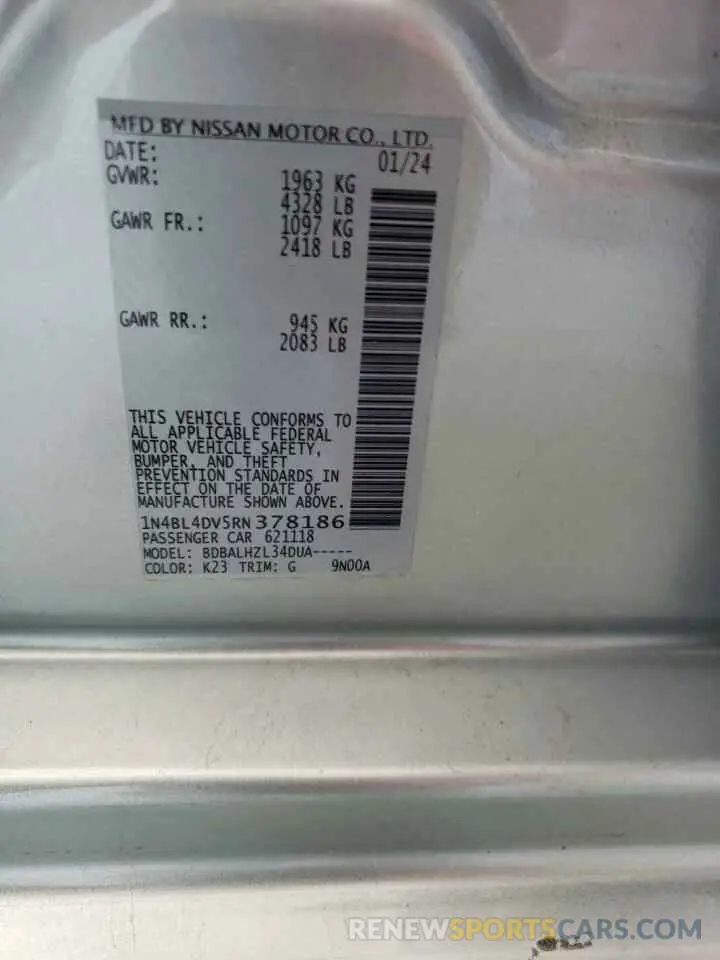 MFD BY NISSAN MOTOR CO., LTD.
DATE: 01/24
GVWR: 1963 KG
4328 LB
GAWR FR.: 1097 KG
2418 LB
GAWR RR.: 945 KG
2083 LB
THIS VEHICLE CONFORMS TO
ALL APPLICABLE FEDERAL
MOTOR VEHICLE SAFETY,
BUMPER, AND THEFT
PREVENTION STANDARDS IN
EFFECT ON THE DATE OF
MANUFACTURE SHOWN ABOVE.
1N4BL4DV5RN378186
PASSENGER CAR 621118
MODEL: BDBALHZL34DUA-----
COLOR: K23 TRIM: G 9N00A
RENEWSPORTSCARS.COM